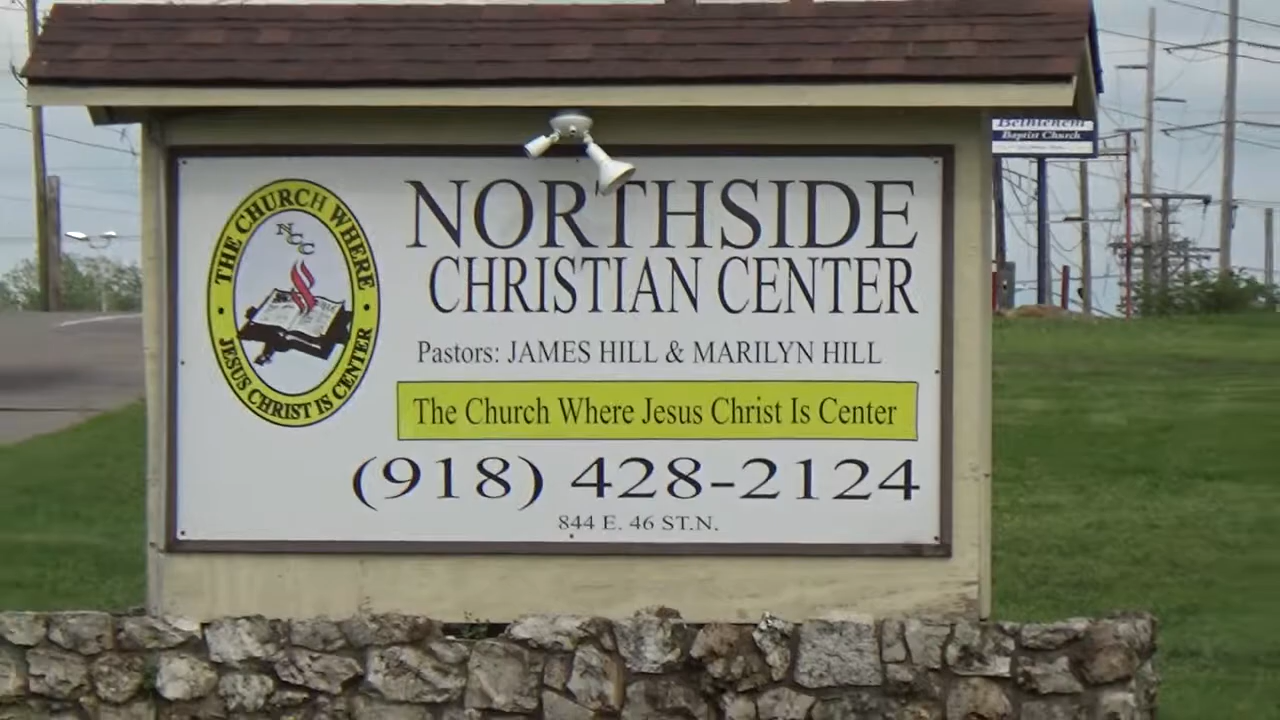 THE CHURCH WHERE
NCC
JESUS CHRIST IS CENTER
NORTHSIDE
CHRISTIAN CENTER
Pastors: JAMES HILL & MARILYN HILL
The Church Where Jesus Christ Is Center
(918) 428-2124
844 E. 46 ST.N.
Bethlehem
Baptist Church